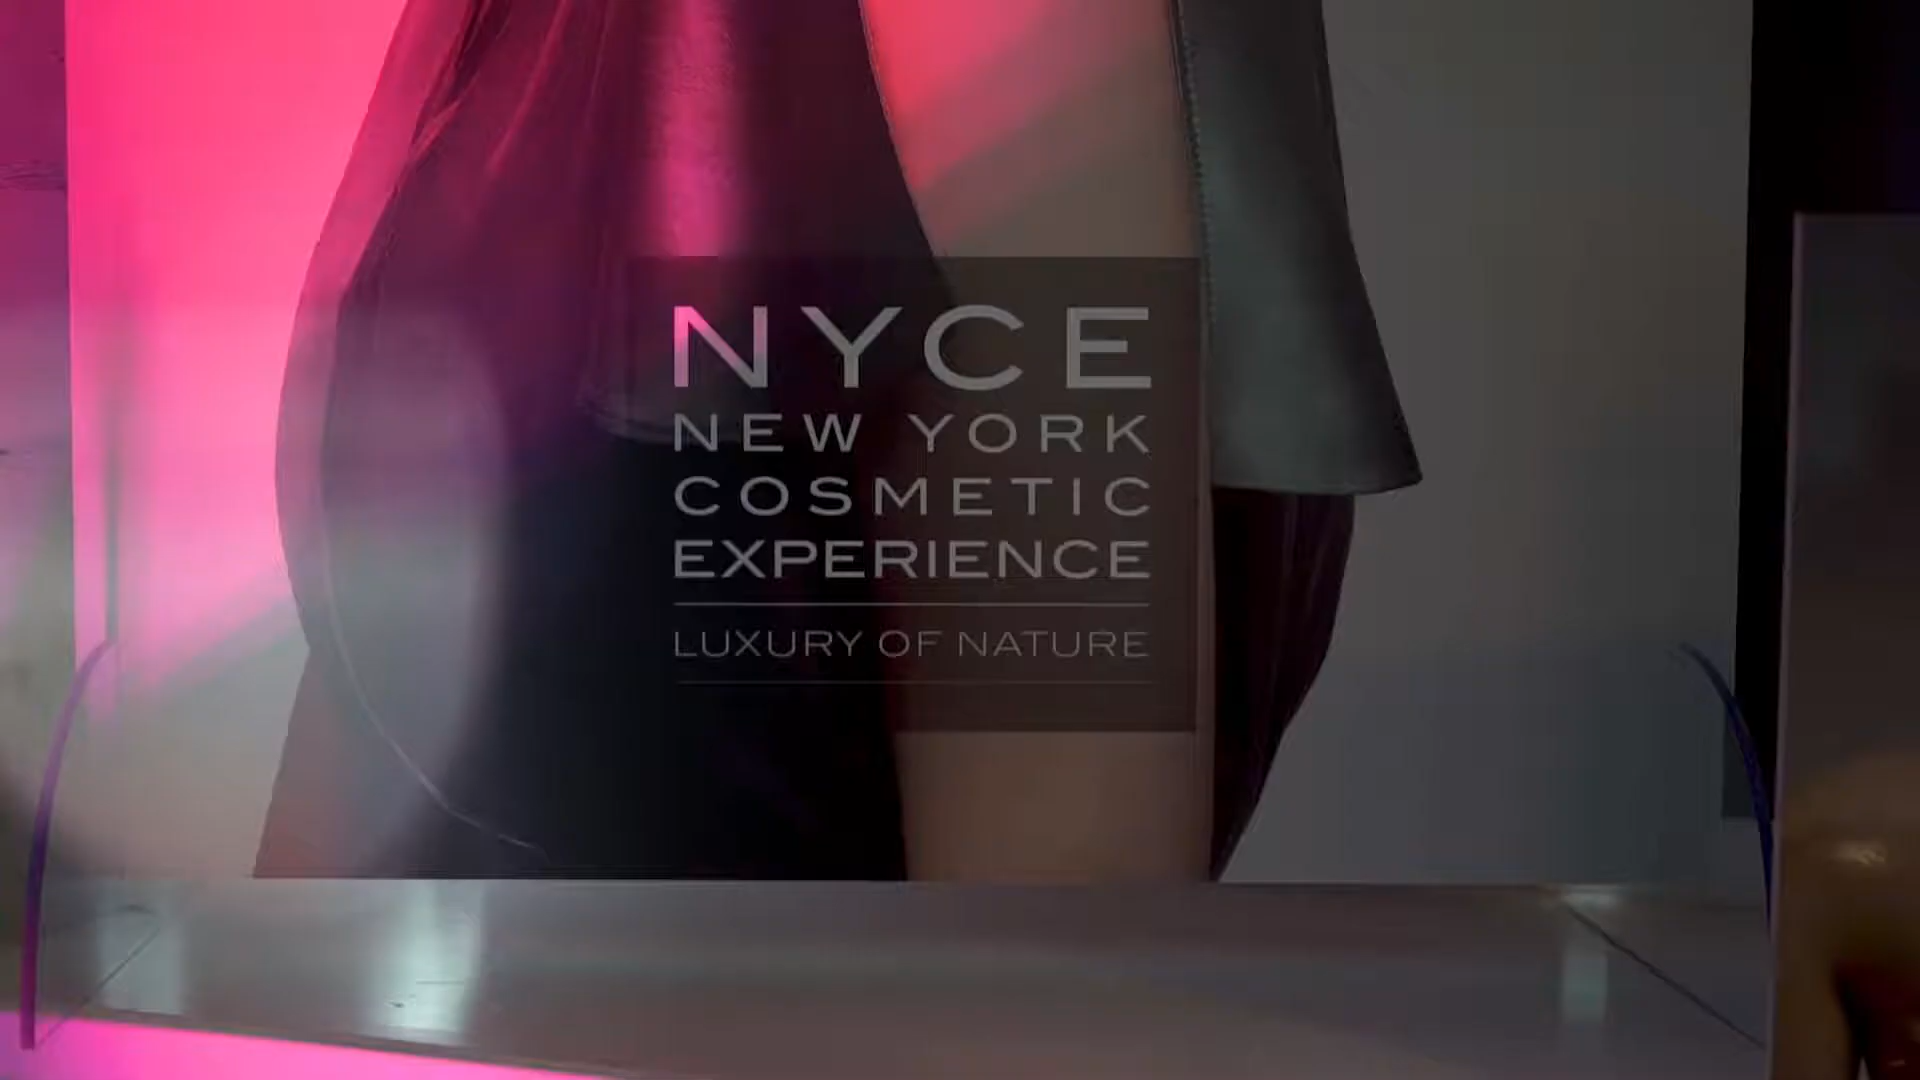 NYCE
NEW YORK
COSMETIC
EXPERIENCE
LUXURY OF NATURE